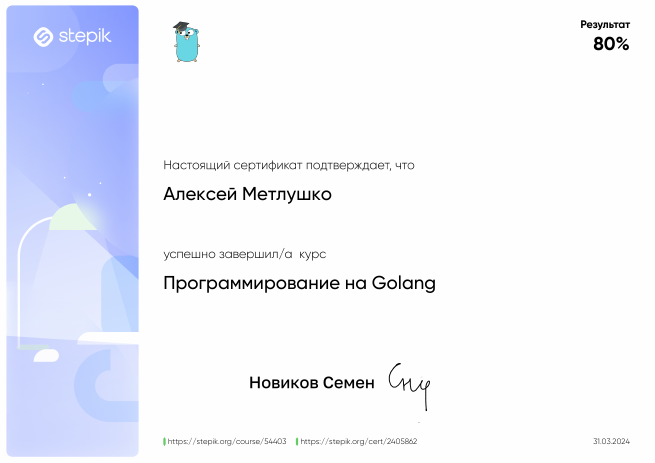 stepik
Результат
80%
Настоящий сертификат подтверждает, что
Алексей Метлушко
успешно завершил/а курс
Программирование на Golang
Новиков Семен
https://stepik.org/course/54403 https://stepik.org/cert/2405862 31.03.2024